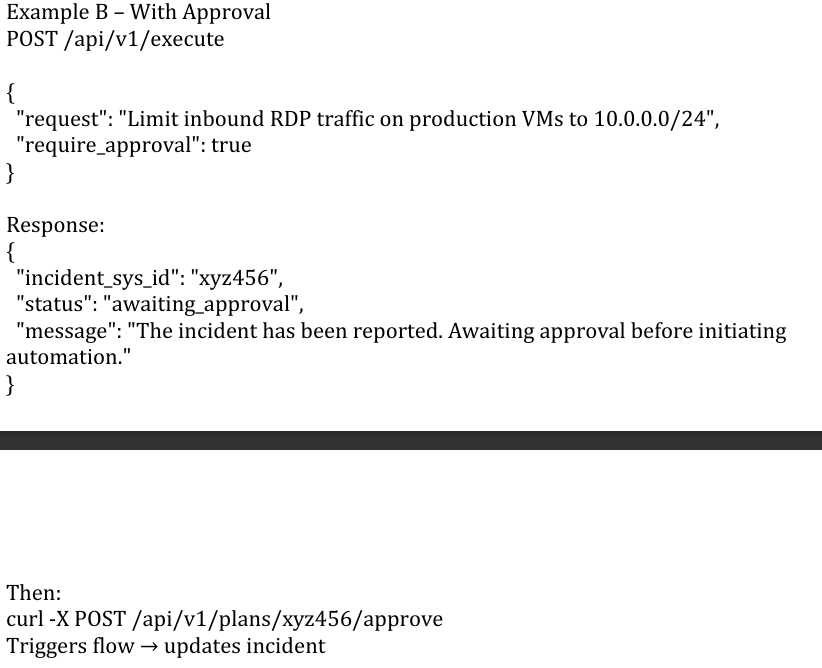 Example B – With Approval
POST /api/v1/execute
{
"request": "Limit inbound RDP traffic on production VMs to 10.0.0.0/24",
"require_approval": true
}
Response:
{
"incident_sys_id": "xyz456",
"status": "awaiting_approval",
"message": "The incident has been reported. Awaiting approval before initiating
automation."
}
Then:
curl -X POST /api/v1/plans/xyz456/approve
Triggers flow → updates incident